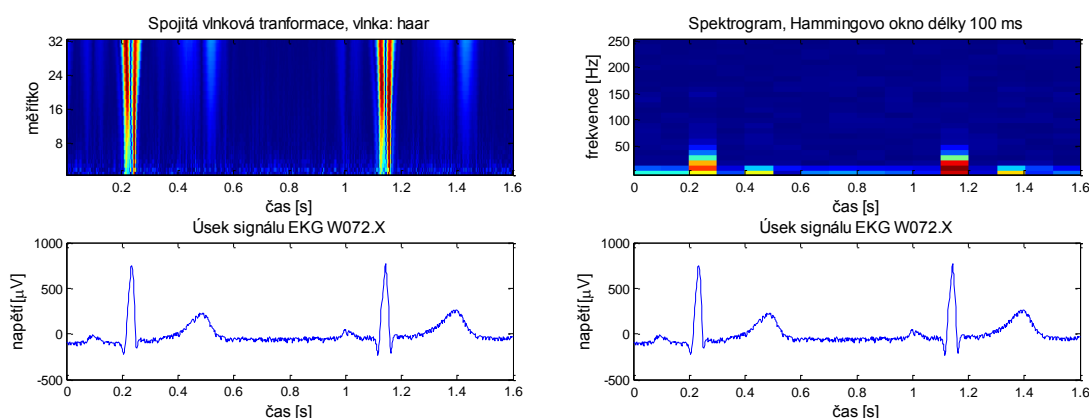 Spojitá vlnková tranformace, vlnka: haar
32
24
16
8
měřítko
0.2 0.4 0.6 0.8 1 1.2 1.4 1.6
čas [s]
Spektrogram, Hammingovo okno délky 100 ms
250
200
150
100
50
frekvence [Hz]
0 0.2 0.4 0.6 0.8 1 1.2 1.4 1.6
čas [s]
Úsek signálu EKG W072.X
1000
500
0
-500
napětí [µV]
0 0.2 0.4 0.6 0.8 1 1.2 1.4 1.6
čas [s]
Úsek signálu EKG W072.X
1000
500
0
-500
napětí [µV]
0 0.2 0.4 0.6 0.8 1 1.2 1.4 1.6
čas [s]